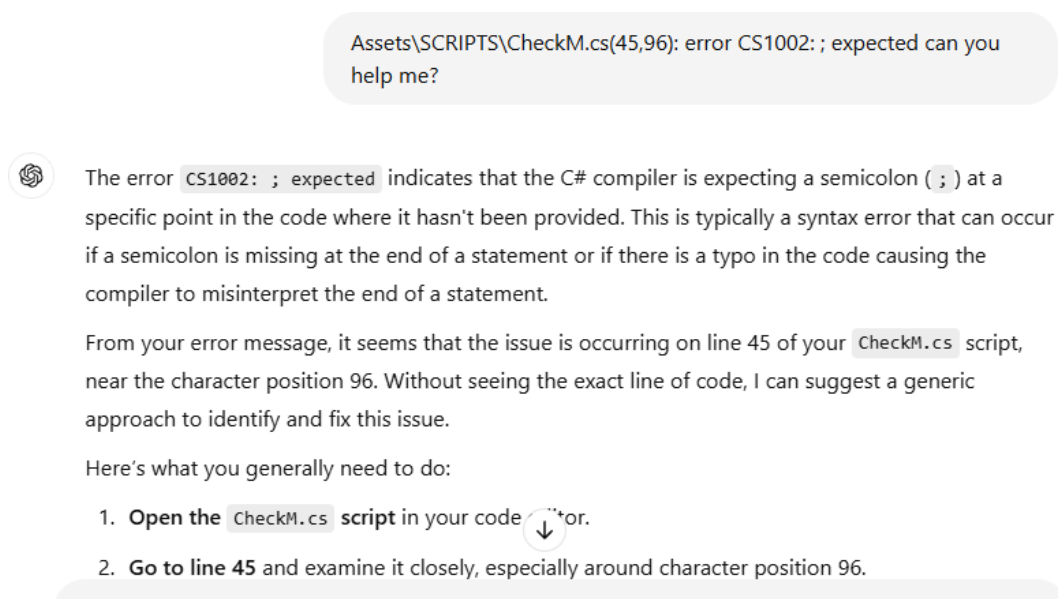 Assets\SCRIPTS\CheckM.cs(45,96): error CS1002: ; expected can you
help me?
The error CS1002: ; expected indicates that the C# compiler is expecting a semicolon ( ; ) at a
specific point in the code where it hasn't been provided. This is typically a syntax error that can occur
if a semicolon is missing at the end of a statement or if there is a typo in the code causing the
compiler to misinterpret the end of a statement.
From your error message, it seems that the issue is occurring on line 45 of your CheckM.cs script,
near the character position 96. Without seeing the exact line of code, I can suggest a generic
approach to identify and fix this issue.
Here's what you generally need to do:
1. Open the CheckM.cs script in your code
2. Go to line 45 and examine it closely, especially around character position 96.